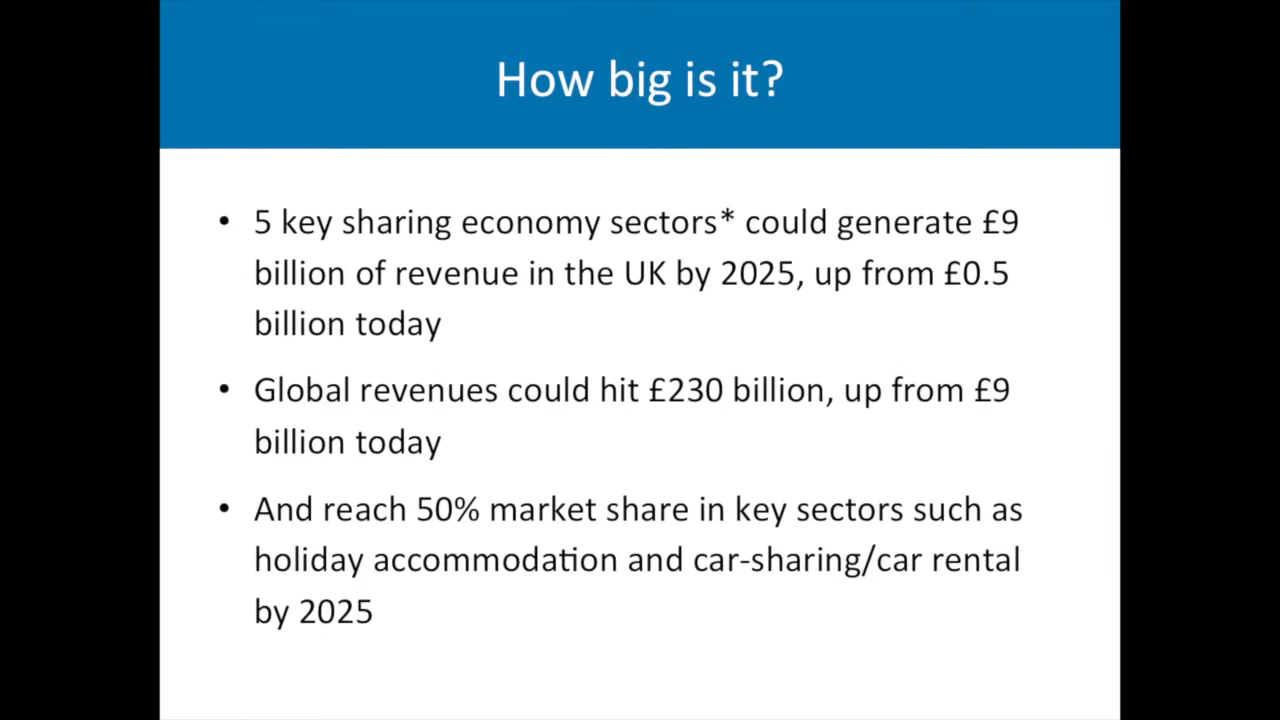 How big is it?
• 5 key sharing economy sectors* could generate £9
billion of revenue in the UK by 2025, up from £0.5
billion today
• Global revenues could hit £230 billion, up from £9
billion today
• And reach 50% market share in key sectors such as
holiday accommodation and car-sharing/car rental
by 2025